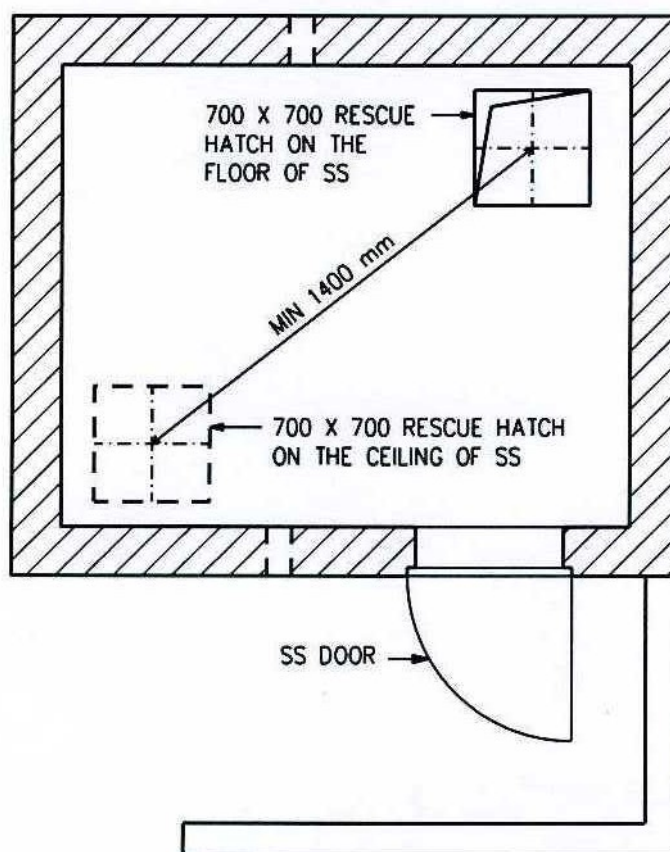 700 X 700 RESCUE
HATCH ON THE
FLOOR OF SS
MIN 1400 mm
700 X 700 RESCUE HATCH
ON THE CEILING OF SS
SS DOOR